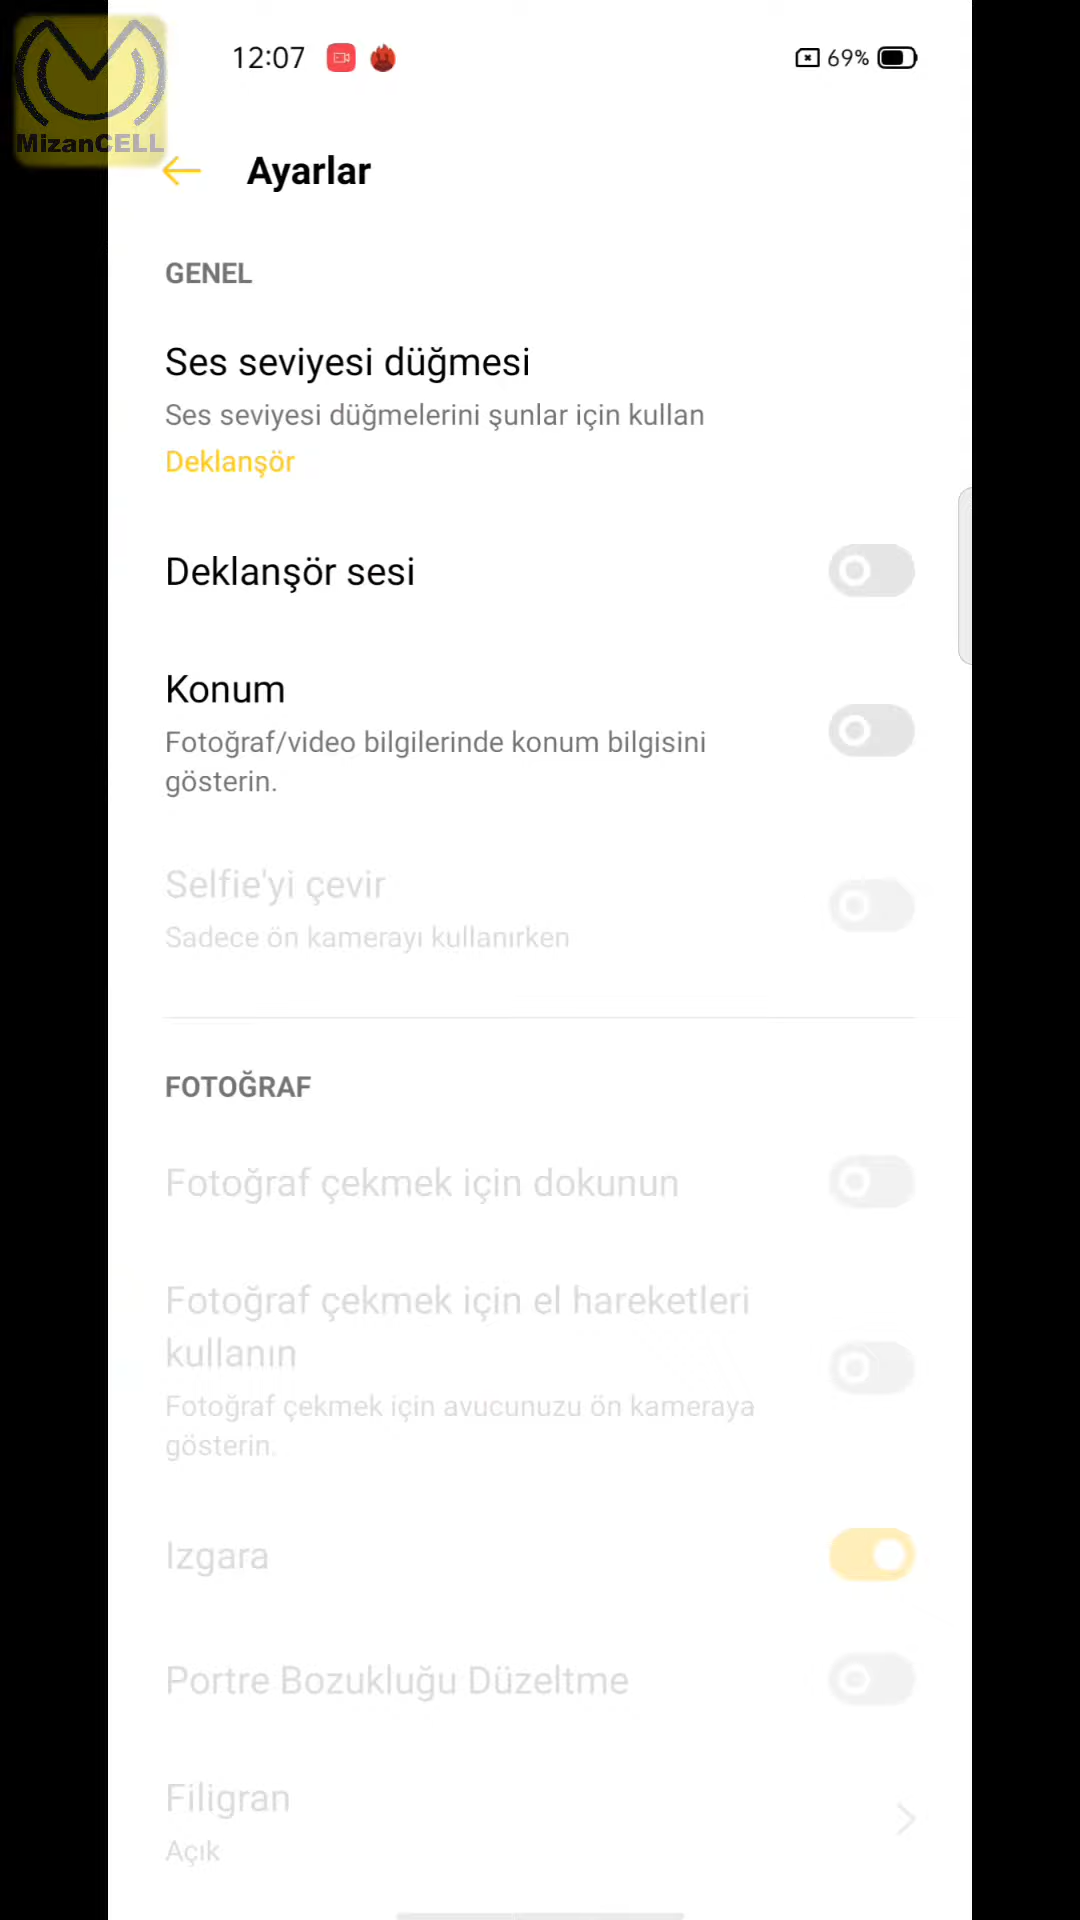 MizanCELL
12:07
69%
Ayarlar
GENEL
Ses seviyesi düğmesi
Ses seviyesi düğmelerini şunlar için kullan
Deklanşör
Deklanşör sesi
Konum
Fotoğraf/video bilgilerinde konum bilgisini
gösterin.
Selfie'yi çevir
Sadece ön kamerayı kullanırken
FOTOĞRAF
Fotoğraf çekmek için dokunun
Fotoğraf çekmek için el hareketleri
kullanın
Fotoğraf çekmek için avucunuzu ön kameraya
gösterin.
Izgara
Portre Bozukluğu Düzeltme
Filigran
Açık